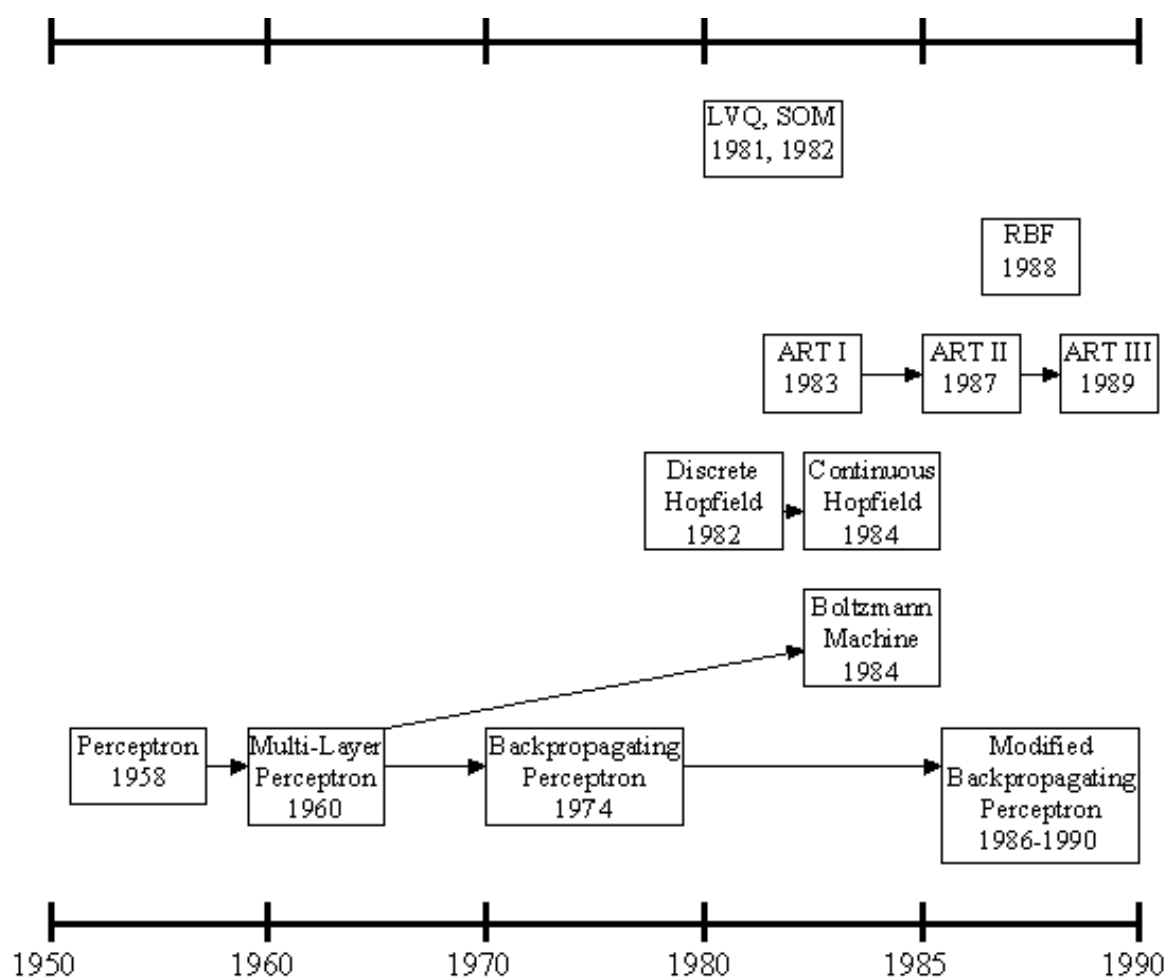 LVQ, SOM
1981, 1982
RBF
1988
ART I
1983
ART II
1987
ART III
1989
Discrete
Hopfield
1982
Continuous
Hopfield
1984
Boltzmann
Machine
1984
Perceptron
1958
Multi-Layer
Perceptron
1960
Backpropagating
Perceptron
1974
Modified
Backpropagating
Perceptron
1986-1990
1950 1960 1970 1980 1985 1990